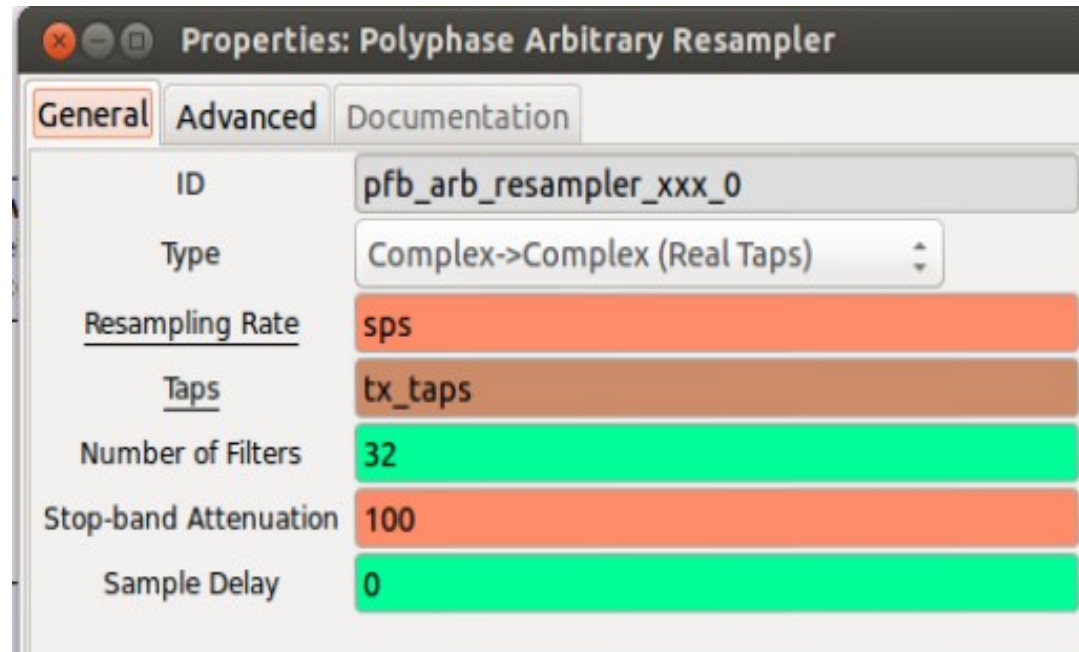 Properties: Polyphase Arbitrary Resampler
General Advanced Documentation
ID pfb_arb_resampler_xxx_0
Type Complex->Complex (Real Taps)
Resampling Rate sps
Taps tx_taps
Number of Filters 32
Stop-band Attenuation 100
Sample Delay 0